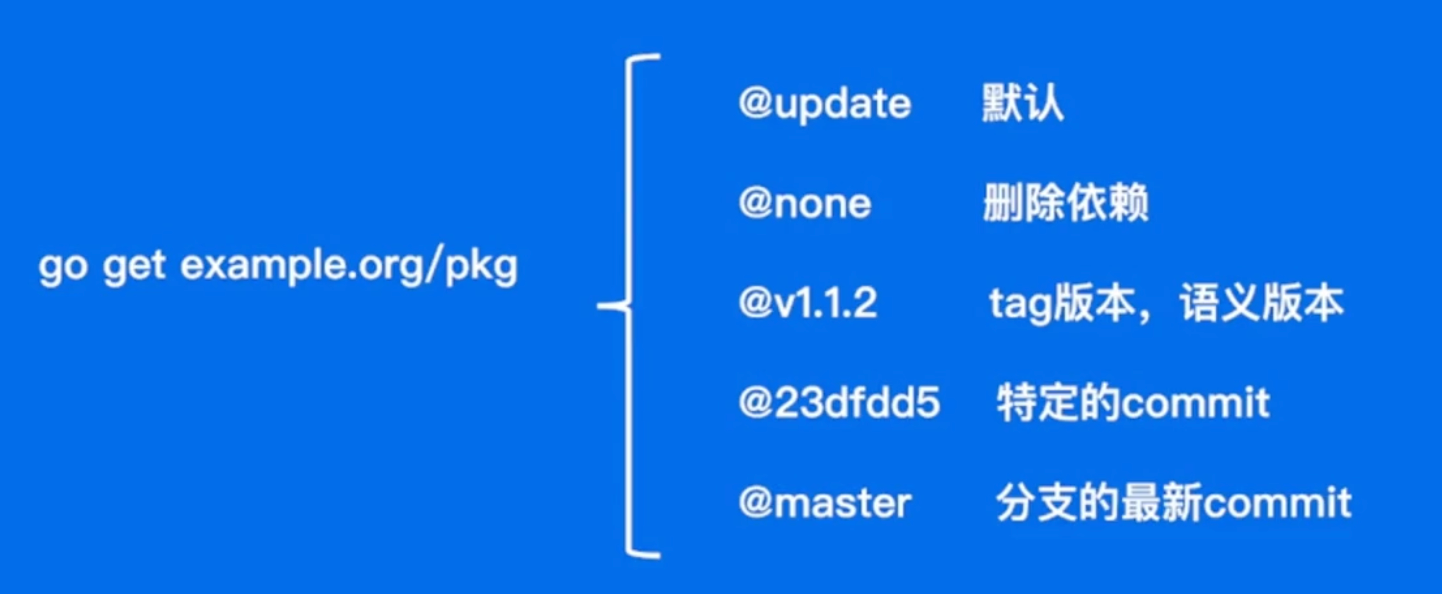 go get example.org/pkg
@update 默认
@none 删除依赖
@v1.1.2 tag版本，语义版本
@23dfdd5 特定的commit
@master 分支的最新commit